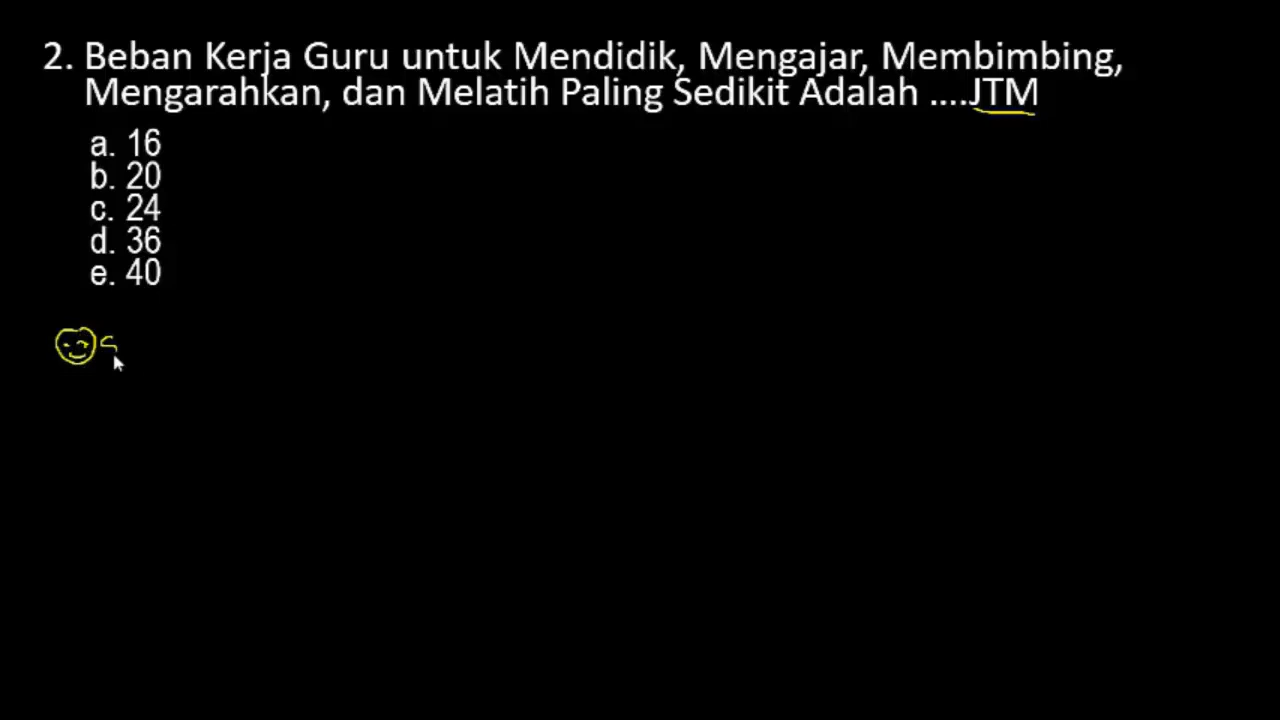 2. Beban Kerja Guru untuk Mendidik, Mengajar, Membimbing,
Mengarahkan, dan Melatih Paling Sedikit Adalah ....JTM
a. 16
b. 20
c. 24
d. 36
e. 40